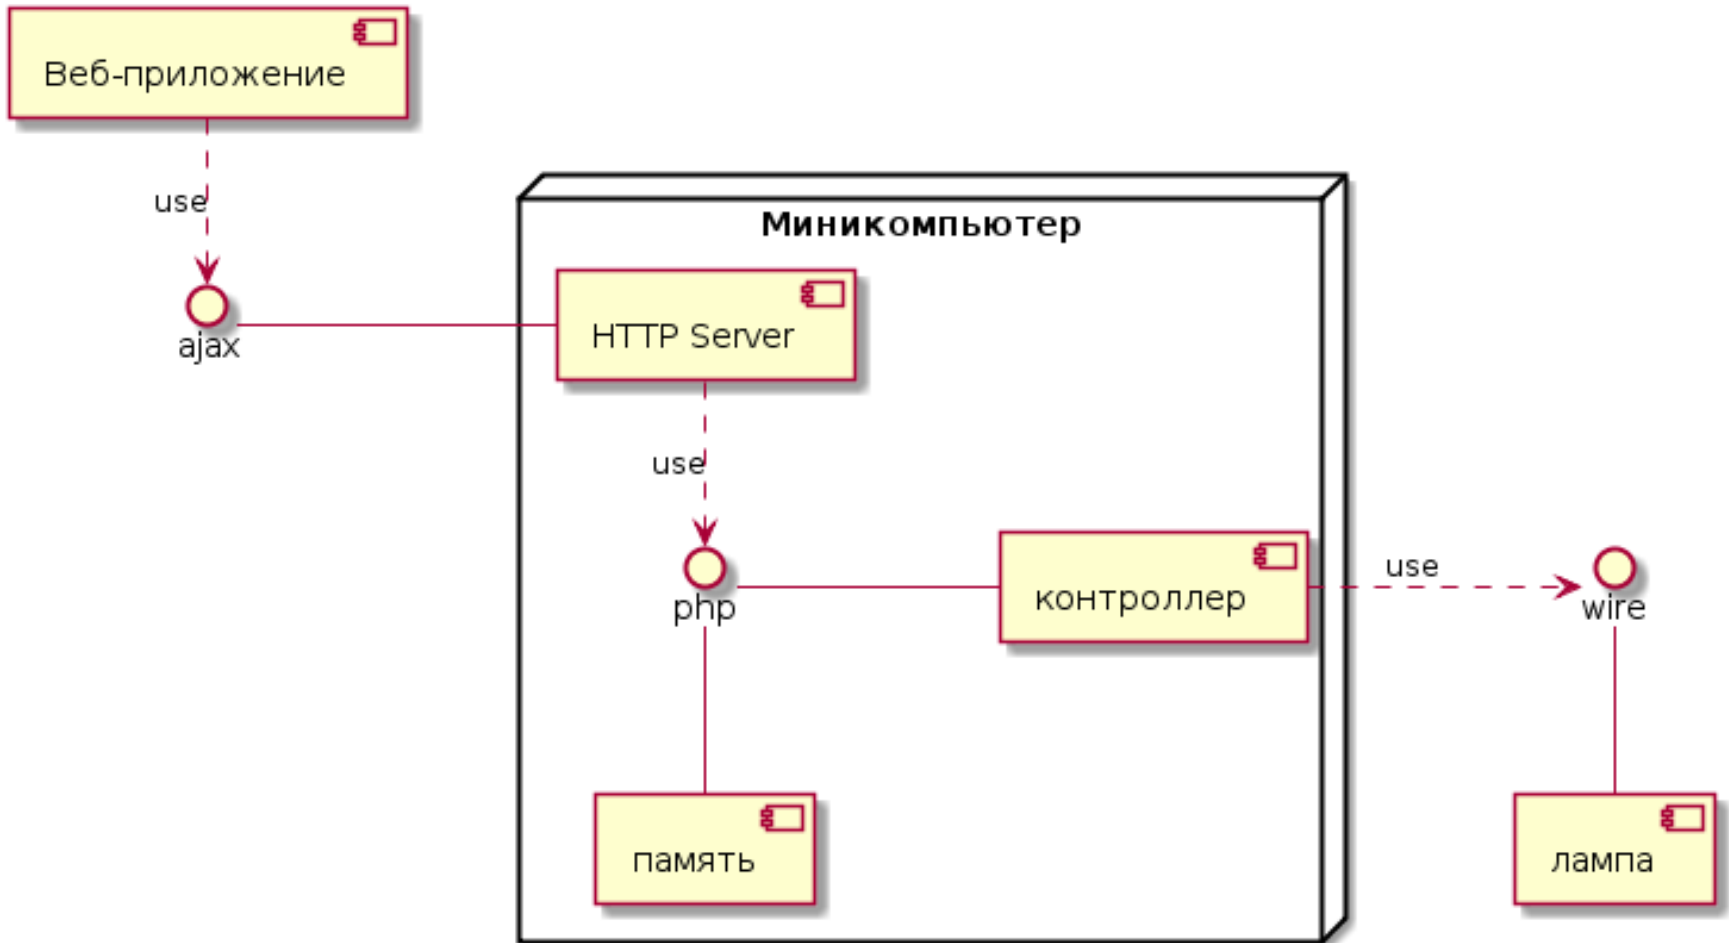 Веб-приложение
use
Миникомпьютер
HTTP Server
ajax
use
php
контроллер
use
wire
память
лампа